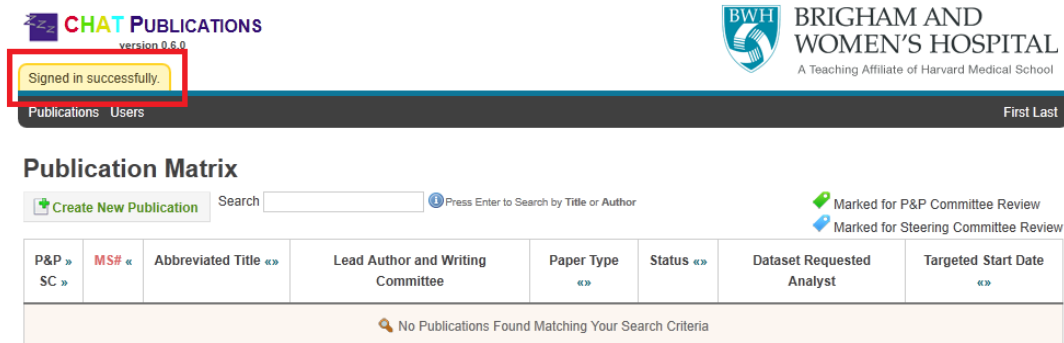 zzz CHAT PUBLICATIONS
version 0.6.0
BWH BRIGHAM AND
WOMEN'S HOSPITAL
A Teaching Affiliate of Harvard Medical School
Signed in successfully.
Publications Users First Last
Publication Matrix
Create New Publication Search Press Enter to Search by Title or Author
Marked for P&P Committee Review
Marked for Steering Committee Review
P&P » MS# « Abbreviated Title «» Lead Author and Writing Paper Type Status «» Dataset Requested Targeted Start Date
SC » Committee «» Analyst «»
No Publications Found Matching Your Search Criteria